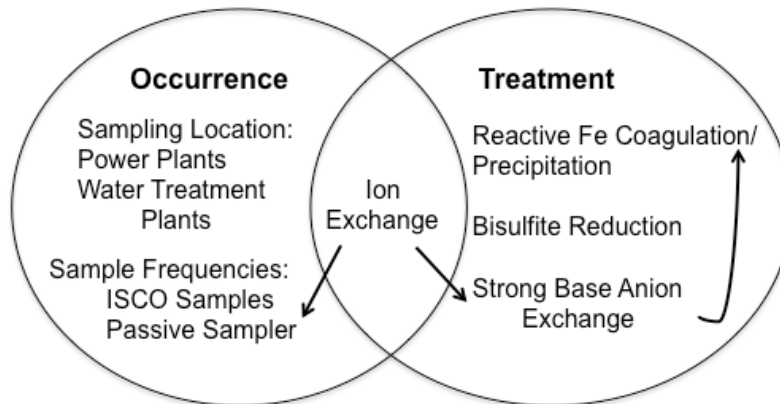 Occurrence
Sampling Location:
Power Plants
Water Treatment
Plants
Sample Frequencies:
ISCO Samples
Passive Sampler
Ion
Exchange
Treatment
Reactive Fe Coagulation/
Precipitation
Bisulfite Reduction
Strong Base Anion
Exchange